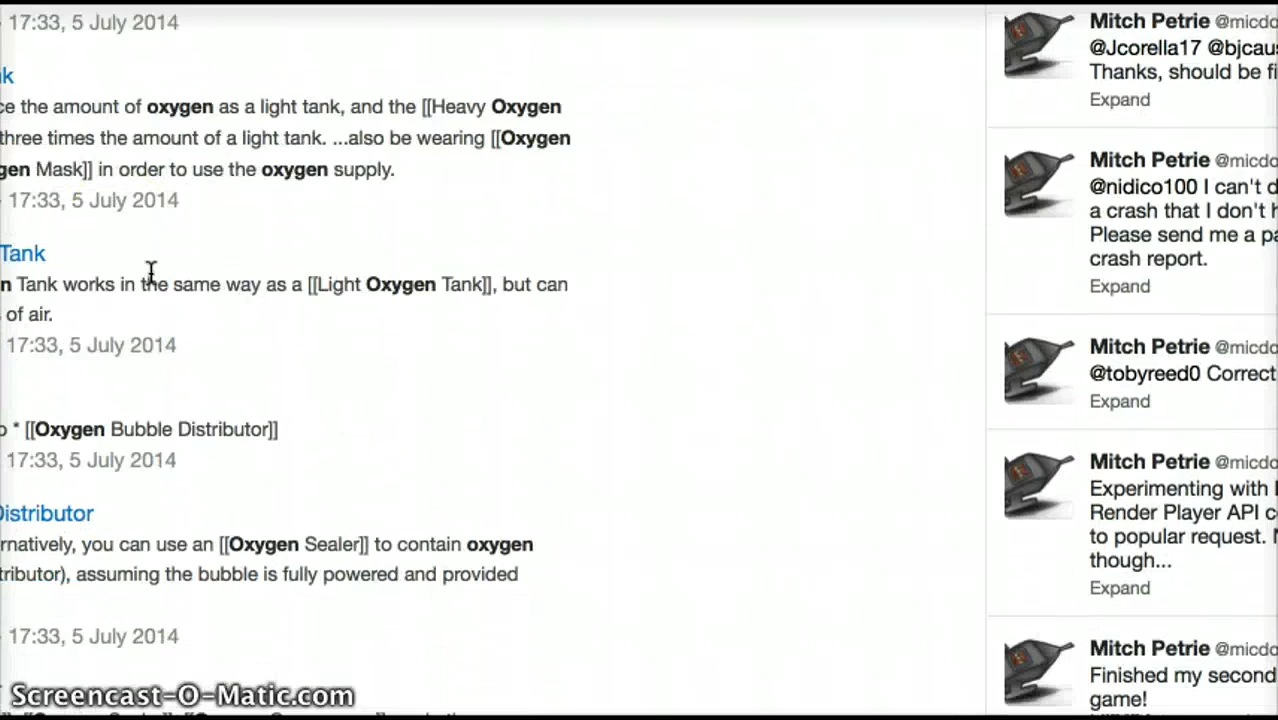 17:33, 5 July 2014
nk
ce the amount of oxygen as a light tank, and the [[Heavy Oxygen
three times the amount of a light tank. ...also be wearing [[Oxygen
gen Mask]] in order to use the oxygen supply.
17:33, 5 July 2014
Tank
n Tank works in the same way as a [[Light Oxygen Tank]], but can
of air.
17:33, 5 July 2014
o * [[Oxygen Bubble Distributor]]
17:33, 5 July 2014
Distributor
rnatively, you can use an [[Oxygen Sealer]] to contain oxygen
tributor), assuming the bubble is fully powered and provided
17:33, 5 July 2014
Screencast-O-Matic.com
Mitch Petrie @micdo
@Jcorella17 @bjcaus
Thanks, should be fi
Expand
Mitch Petrie @micdo
@nidico100 I can't d
a crash that I don't h
Please send me a pa
crash report.
Expand
Mitch Petrie @micdo
@tobyreed0 Correct
Expand
Mitch Petrie @micdo
Experimenting with
Render Player API c
to popular request.
though...
Expand
Mitch Petrie @micdo
Finished my second
game!